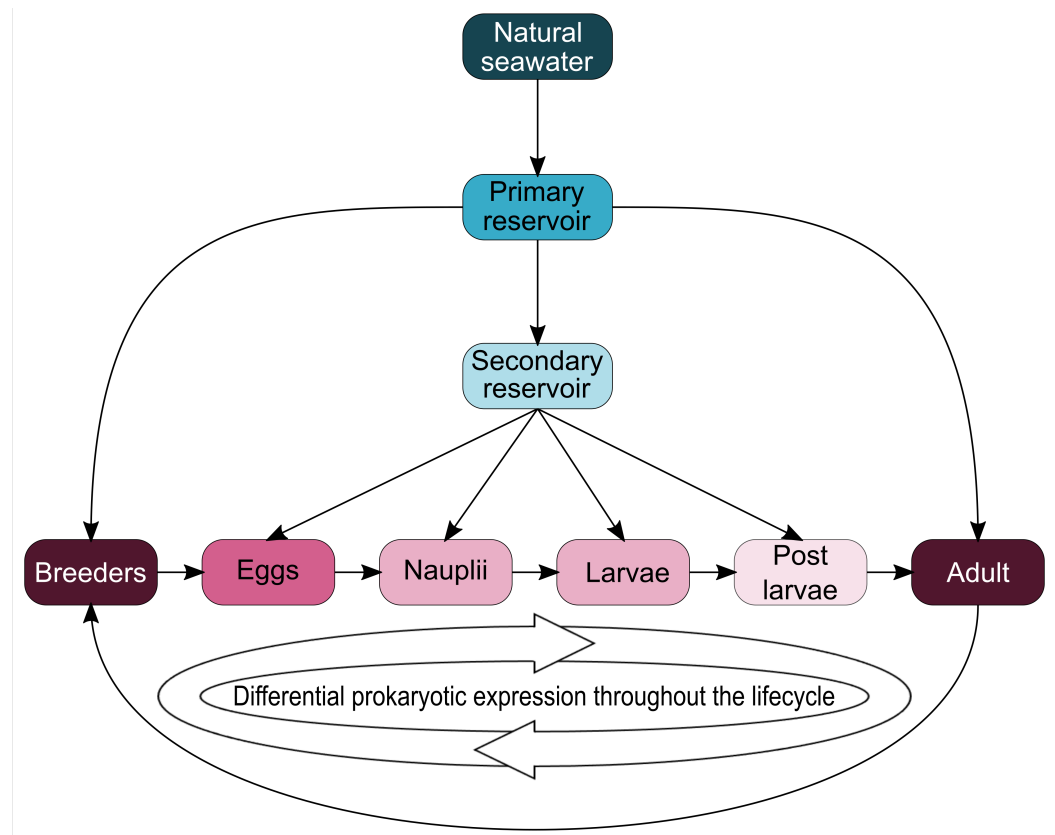 Natural
seawater
Primary
reservoir
Secondary
reservoir
Breeders
Eggs
Nauplii
Larvae
Post
larvae
Adult
Differential prokaryotic expression throughout the lifecycle